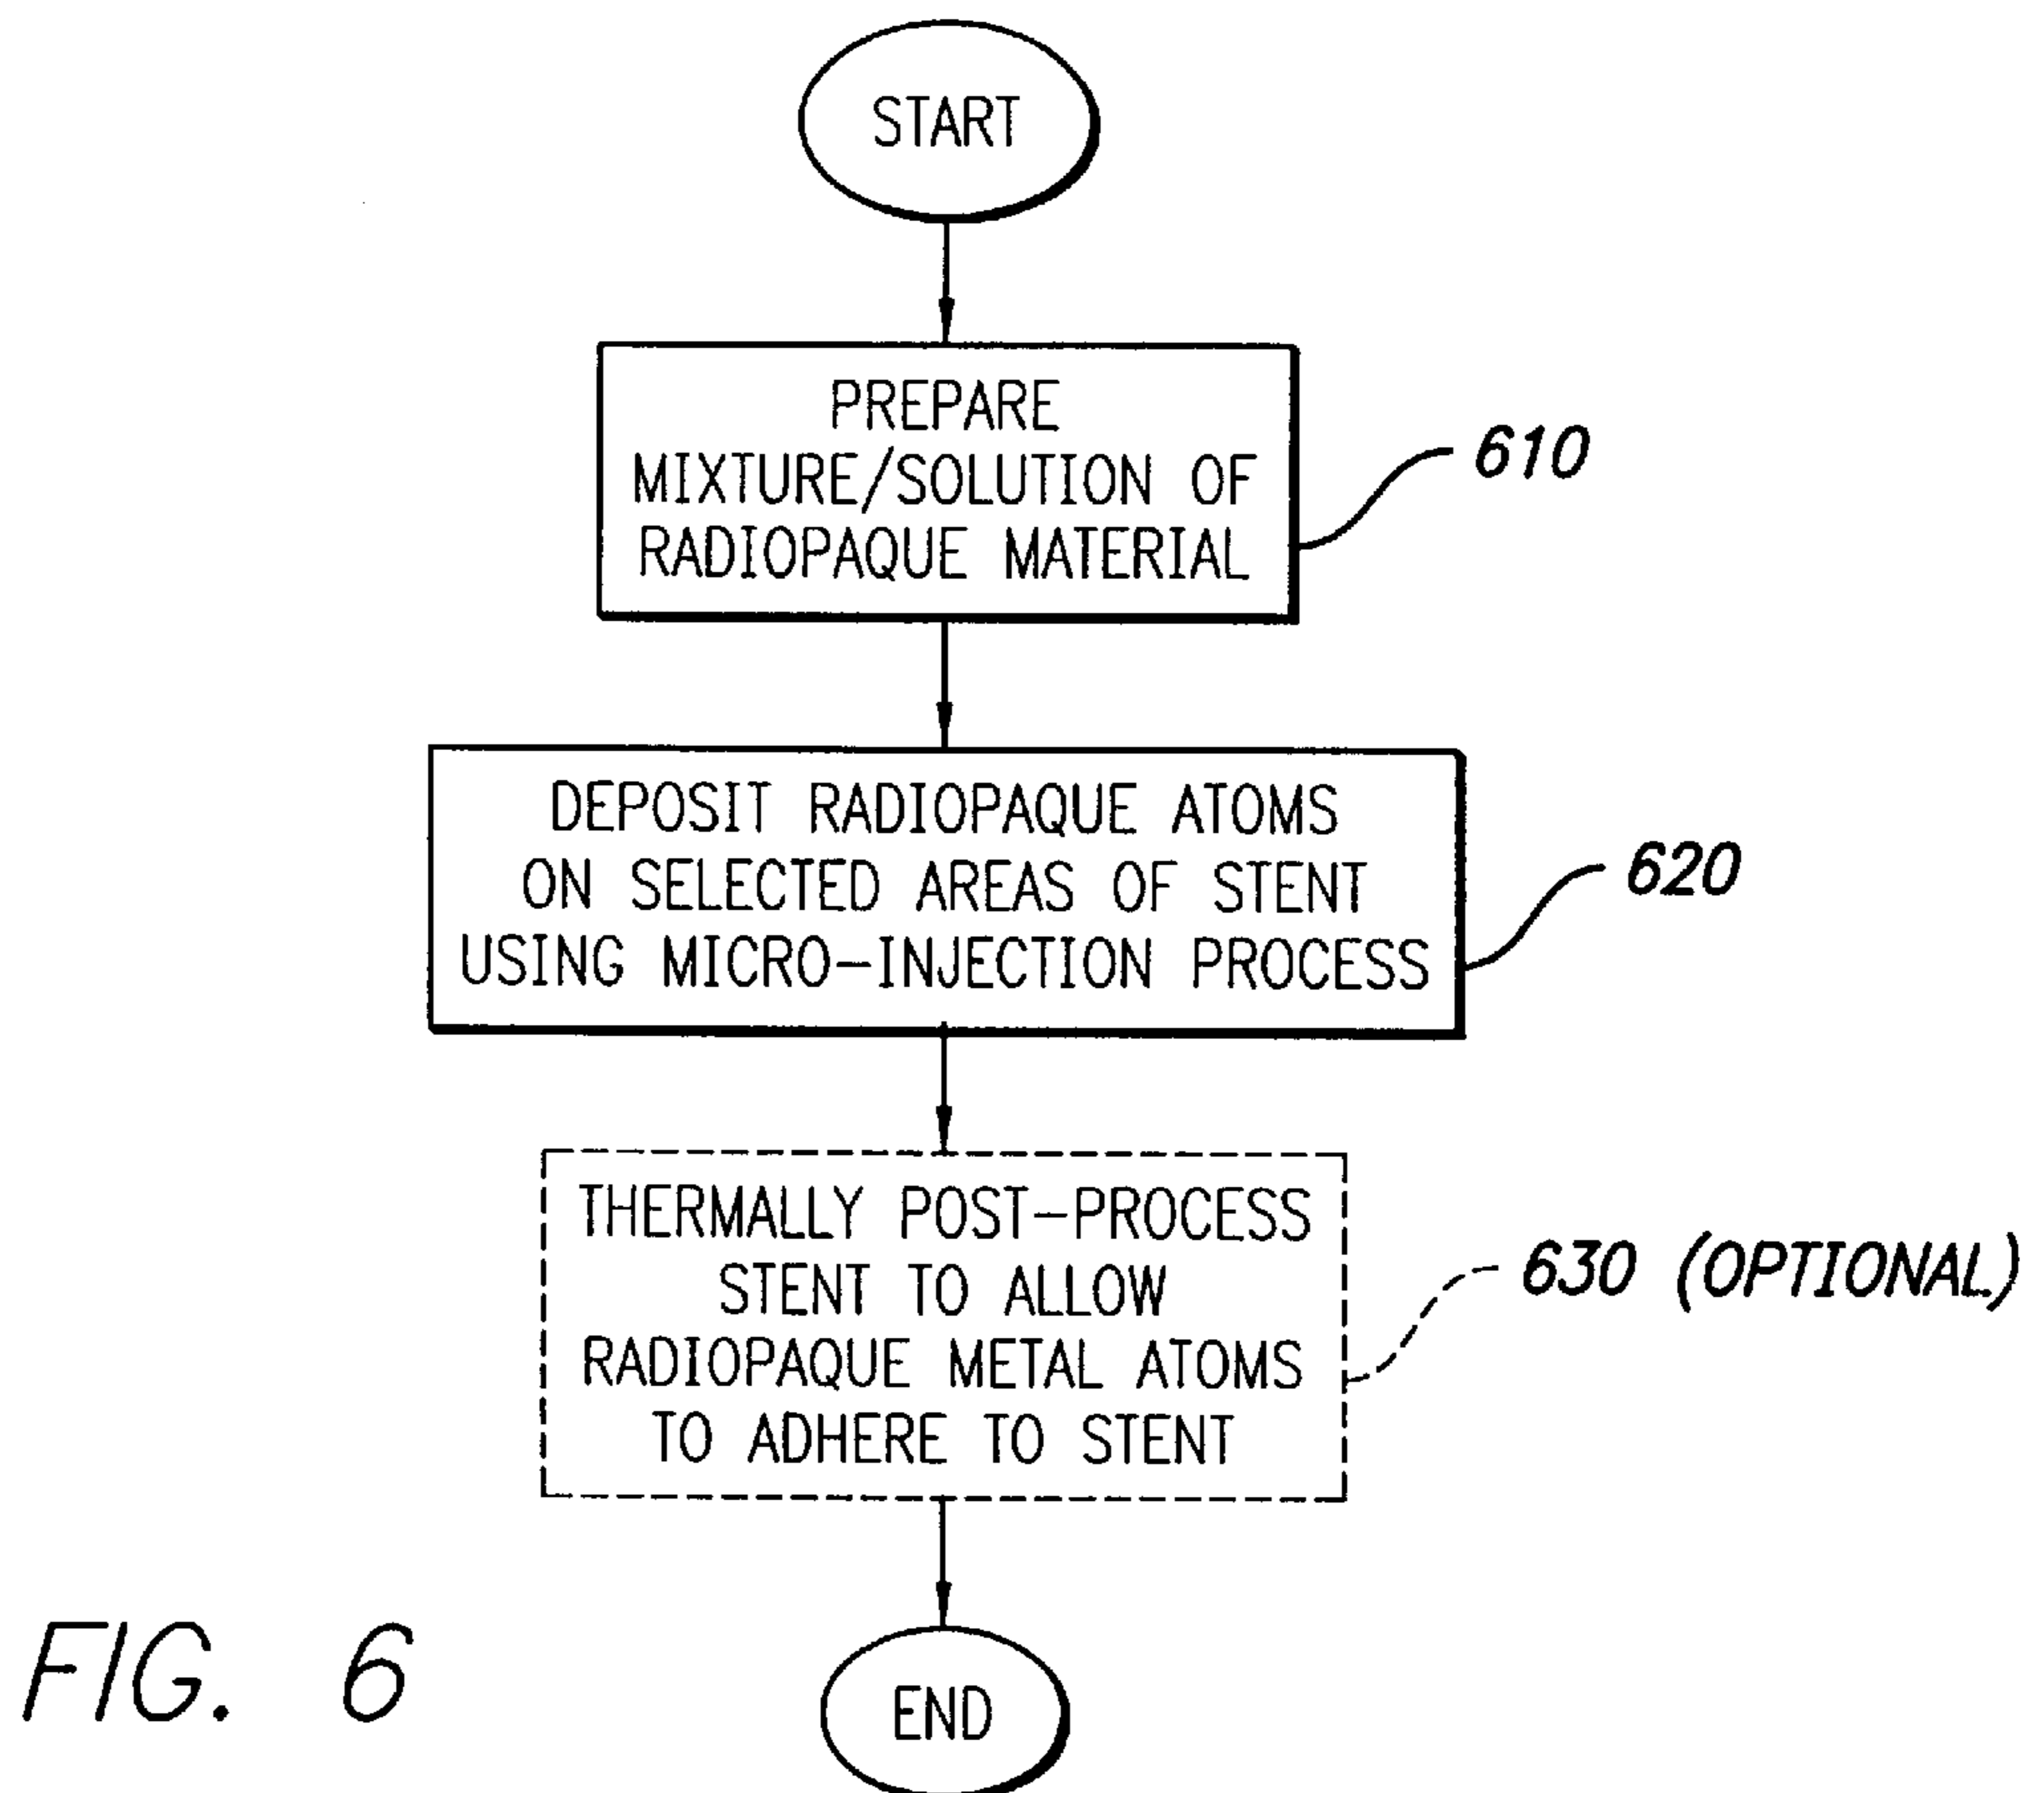 START
PREPARE
MIXTURE/SOLUTION OF
RADIOPAQUE MATERIAL
610
DEPOSIT RADIOPAQUE ATOMS
ON SELECTED AREAS OF STENT
USING MICRO-INJECTION PROCESS
620
THERMALLY POST-PROCESS
STENT TO ALLOW
RADIOPAQUE METAL ATOMS
TO ADHERE TO STENT
630 (OPTIONAL)
END
FIG. 6